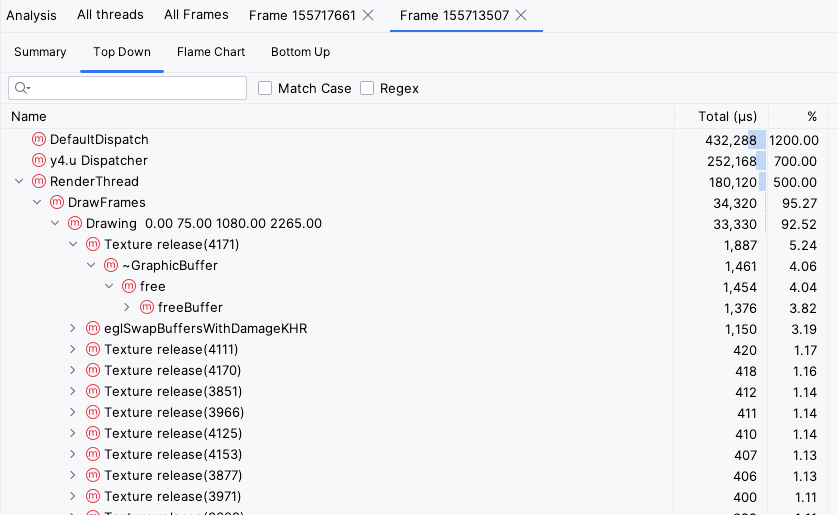 Analysis All threads All Frames Frame 155717661 Frame 155713507
Summary Top Down Flame Chart Bottom Up
Match Case Regex
Name Total (μs) %
DefaultDispatch 432,288 1200.00
y4.u Dispatcher 252,168 700.00
RenderThread 180,120 500.00
DrawFrames 34,320 95.27
Drawing 0.00 75.00 1080.00 2265.00 33,330 92.52
Texture release(4171) 1,887 5.24
~GraphicBuffer 1,461 4.06
free 1,454 4.04
freeBuffer 1,376 3.82
eglSwapBuffersWithDamageKHR 1,150 3.19
Texture release(4111) 420 1.17
Texture release(4170) 418 1.16
Texture release(3851) 412 1.14
Texture release(3966) 411 1.14
Texture release(4125) 410 1.14
Texture release(4153) 407 1.13
Texture release(3877) 406 1.13
Texture release(3971) 400 1.11